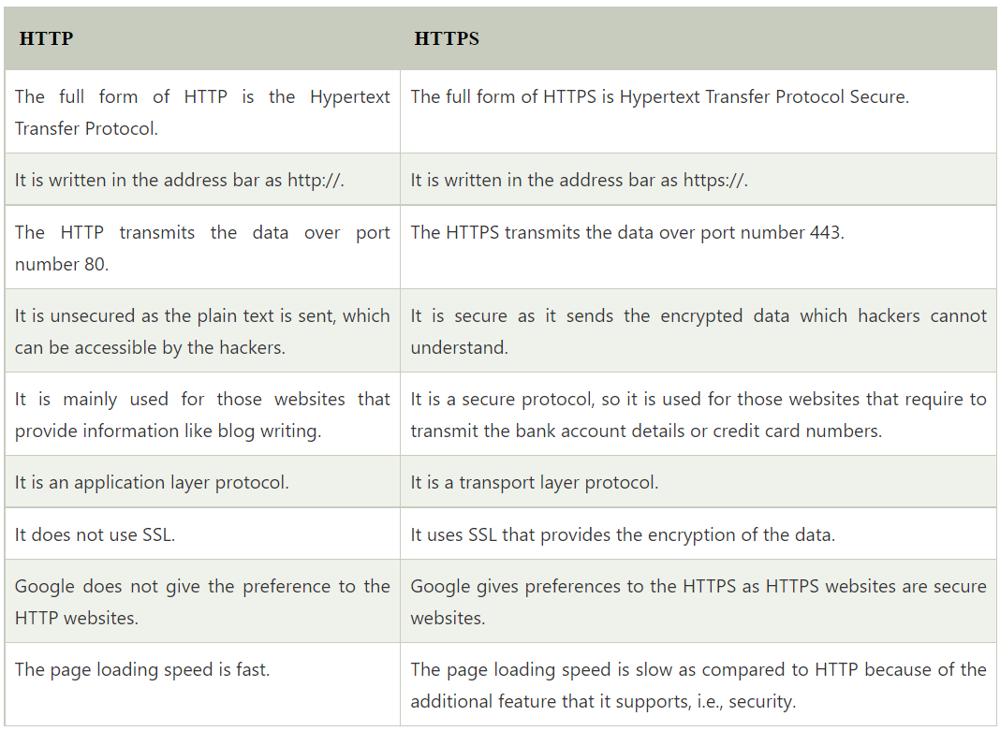 HTTP HTTPS
The full form of HTTP is the Hypertext
Transfer Protocol.
The full form of HTTPS is Hypertext Transfer Protocol Secure.
It is written in the address bar as http://.
It is written in the address bar as https://.
The HTTP transmits the data over port
number 80.
The HTTPS transmits the data over port number 443.
It is unsecured as the plain text is sent, which
can be accessible by the hackers.
It is secure as it sends the encrypted data which hackers cannot
understand.
It is mainly used for those websites that
provide information like blog writing.
It is a secure protocol, so it is used for those websites that require to
transmit the bank account details or credit card numbers.
It is an application layer protocol.
It is a transport layer protocol.
It does not use SSL.
It uses SSL that provides the encryption of the data.
Google does not give the preference to the
HTTP websites.
Google gives preferences to the HTTPS as HTTPS websites are secure
websites.
The page loading speed is fast.
The page loading speed is slow as compared to HTTP because of the
additional feature that it supports, i.e., security.